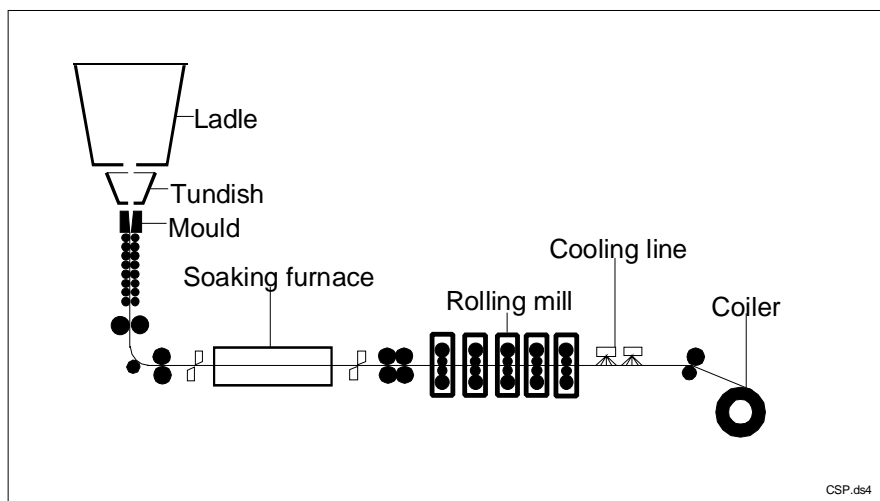 Ladle
Tundish
Mould
Soaking furnace
Rolling mill
Cooling line
Coiler
CSP.ds4